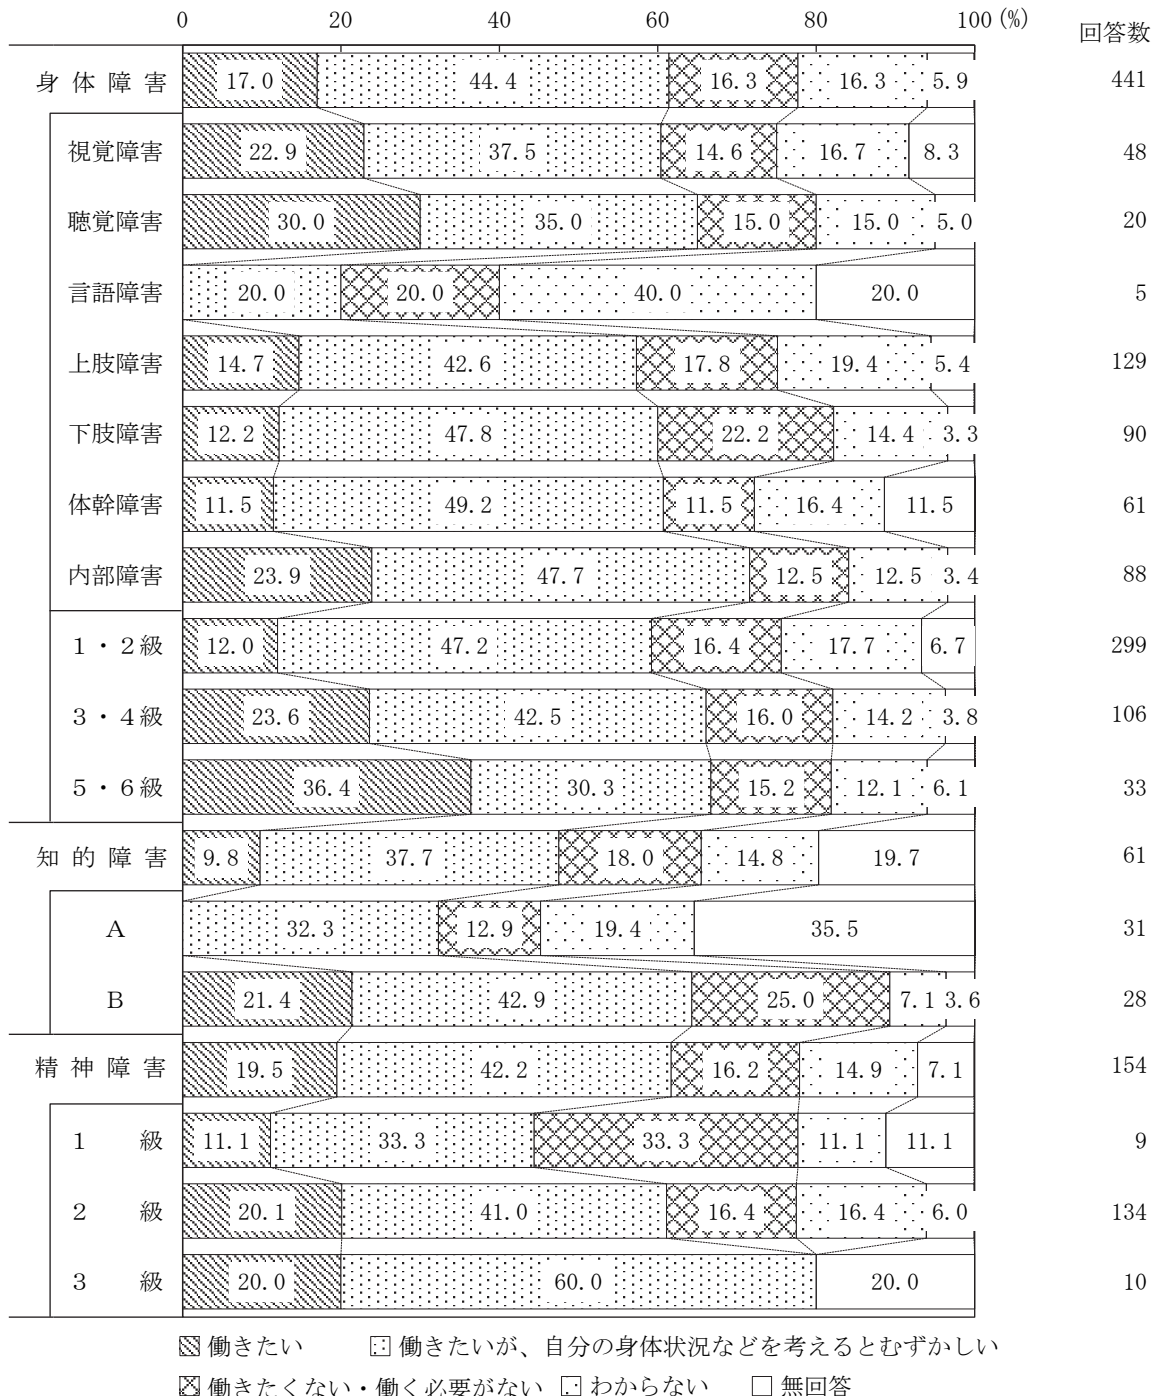 0 20 40 60 80 100 (%) 回答数
身体障害 17.0 44.4 16.3 16.3 5.9 441
視覚障害 22.9 37.5 14.6 16.7 8.3 48
聴覚障害 30.0 35.0 15.0 15.0 5.0 20
言語障害 20.0 20.0 40.0 20.0 5
上肢障害 14.7 42.6 17.8 19.4 5.4 129
下肢障害 12.2 47.8 22.2 14.4 3.3 90
体幹障害 11.5 49.2 11.5 16.4 11.5 61
内部障害 23.9 47.7 12.5 12.5 3.4 88
1・2級 12.0 47.2 16.4 17.7 6.7 299
3・4級 23.6 42.5 16.0 14.2 3.8 106
5・6級 36.4 30.3 15.2 12.1 6.1 33
知的障害 9.8 37.7 18.0 14.8 19.7 61
A 32.3 12.9 19.4 35.5 31
B 21.4 42.9 25.0 7.1 3.6 28
精神障害 19.5 42.2 16.2 14.9 7.1 154
1 級 11.1 33.3 33.3 11.1 11.1 9
2 級 20.1 41.0 16.4 16.4 6.0 134
3 級 20.0 60.0 20.0 10
働きたい 働きたいが、自分の身体状況などを考えるとむずかしい
働きたくない・働く必要がない わからない 無回答